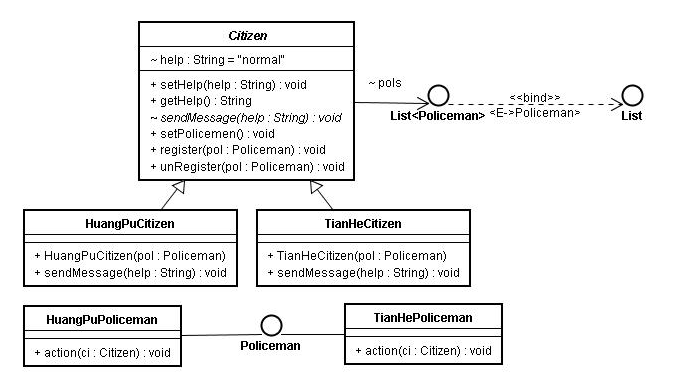 Citizen
~ help : String = "normal"
+ setHelp(help : String) : void
+ getHelp() : String
~ sendMessage(help : String) : void
+ setPolicemen() : void
+ register(pol : Policeman) : void
+ unRegister(pol : Policeman) : void
~ pols
List<Policeman>
<<bind>>
<E->Policeman>
List
HuangPuCitizen
+ HuangPuCitizen(pol : Policeman)
+ sendMessage(help : String) : void
TianHeCitizen
+ TianHeCitizen(pol : Policeman)
+ sendMessage(help : String) : void
HuangPuPoliceman
+ action(ci : Citizen) : void
Policeman
TianHePoliceman
+ action(ci : Citizen) : void